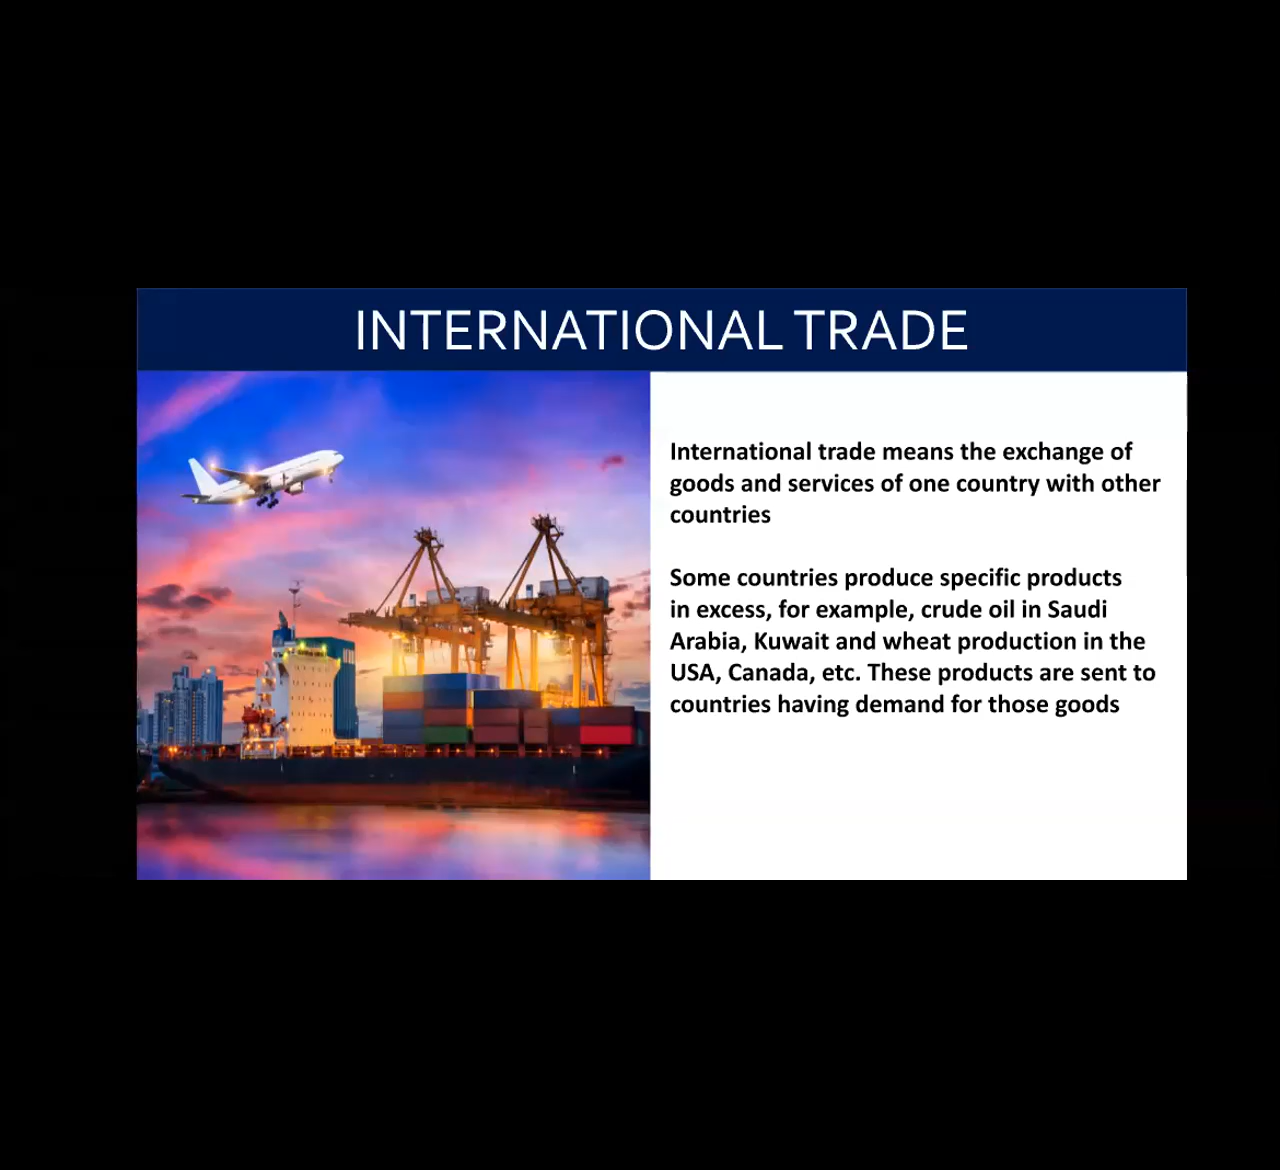 INTERNATIONAL TRADE
International trade means the exchange of
goods and services of one country with other
countries
Some countries produce specific products
in excess, for example, crude oil in Saudi
Arabia, Kuwait and wheat production in the
USA, Canada, etc. These products are sent to
countries having demand for those goods